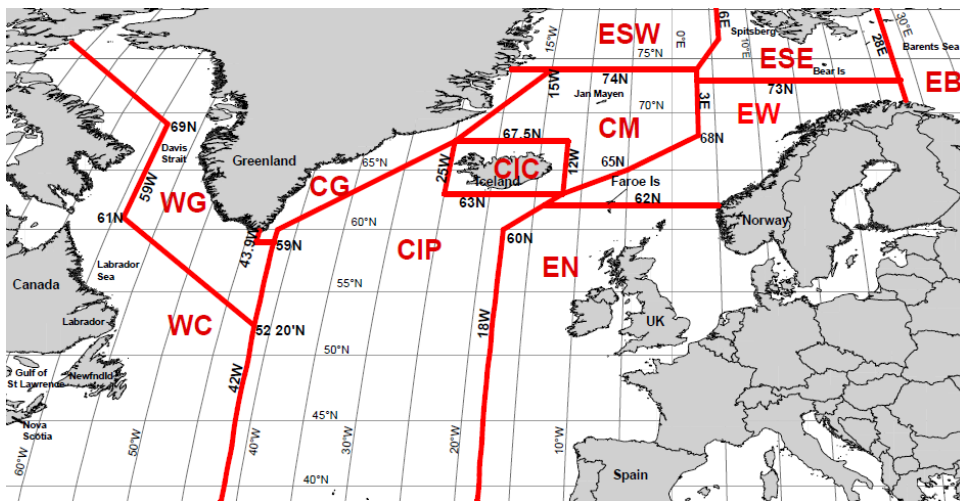 6E
ESW
0°E
10°E
Spitsberg
28E
30°E
15°W
75°N
ESE
Barents Sea
Bear Is
15W
74N
73N
EB
Jan Mayen
3E
70°N
EW
69N
CM
67.5N
68N
Davis
Strait
Greenland
65°N
25W
CIC
12W
65N
59W
CG
Iceland
Faroe Is
WG
63N
62N
61N
60°N
Norway
43.9W
59N
60N
CIP
EN
Labrador
Sea
Canada
55°N
UK
Labrador
WC
52 20'N
18W
50°N
Gulf of
St Lawrence
Newfndld
42W
45°N
Nova
Scotia
60°W
50°W
40°W
30°W
20°W
10°W
Spain
40°N